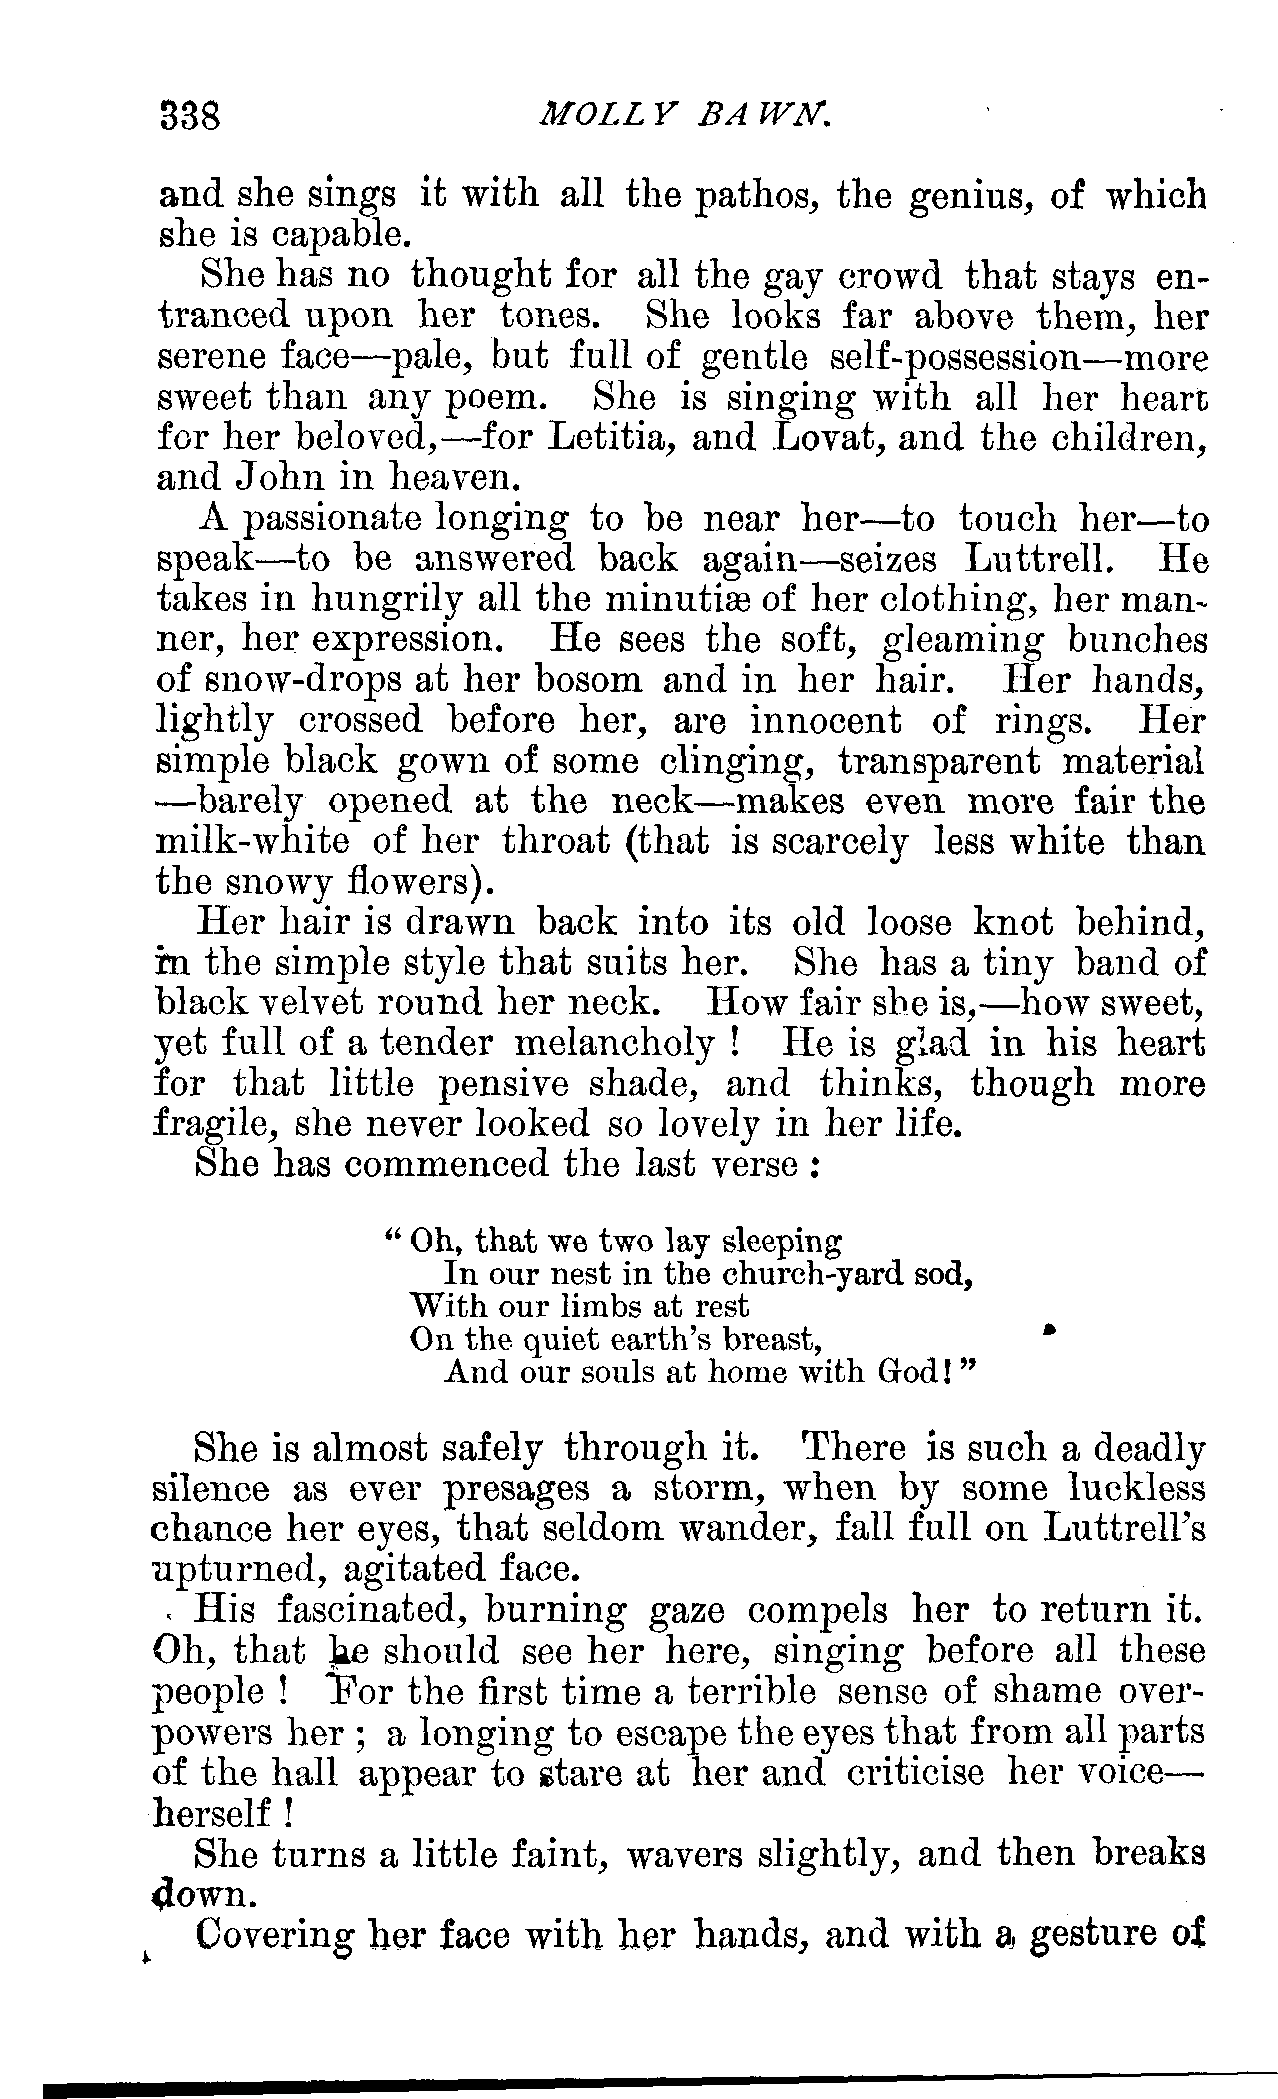 338 MOLLY BAWN.
and she sings it with all the pathos, the genius, of which
she is capable.
She has no thought for all the gay crowd that stays en-
tranced upon her tones. She looks far above them, her
serene face—pale, but full of gentle self-possession—more
sweet than any poem. She is singing with all her heart
for her beloved,—for Letitia, and Lovat, and the children,
and John in heaven.
A passionate longing to be near her—to touch her—to
speak—to be answered back again—seizes Luttrell. He
takes in hungrily all the minutiæ of her clothing, her man-
ner, her expression. He sees the soft, gleaming bunches
of snow-drops at her bosom and in her hair. Her hands,
lightly crossed before her, are innocent of rings. Her
simple black gown of some clinging, transparent material
—barely opened at the neck—makes even more fair the
milk-white of her throat (that is scarcely less white than
the snowy flowers).
Her hair is drawn back into its old loose knot behind,
in the simple style that suits her. She has a tiny band of
black velvet round her neck. How fair she is,—how sweet,
yet full of a tender melancholy ! He is glad in his heart
for that little pensive shade, and thinks, though more
fragile, she never looked so lovely in her life.
She has commenced the last verse :
“ Oh, that we two lay sleeping
In our nest in the church-yard sod,
With our limbs at rest
On the quiet earth’s breast,
And our souls at home with God! ”
She is almost safely through it. There is such a deadly
silence as ever presages a storm, when by some luckless
chance her eyes, that seldom wander, fall full on Luttrell’s
upturned, agitated face.
His fascinated, burning gaze compels her to return it.
Oh, that he should see her here, singing before all these
people ! For the first time a terrible sense of shame over-
powers her ; a longing to escape the eyes that from all parts
of the hall appear to stare at her and criticise her voice—
herself !
She turns a little faint, wavers slightly, and then breaks
down.
Covering her face with her hands, and with a gesture of